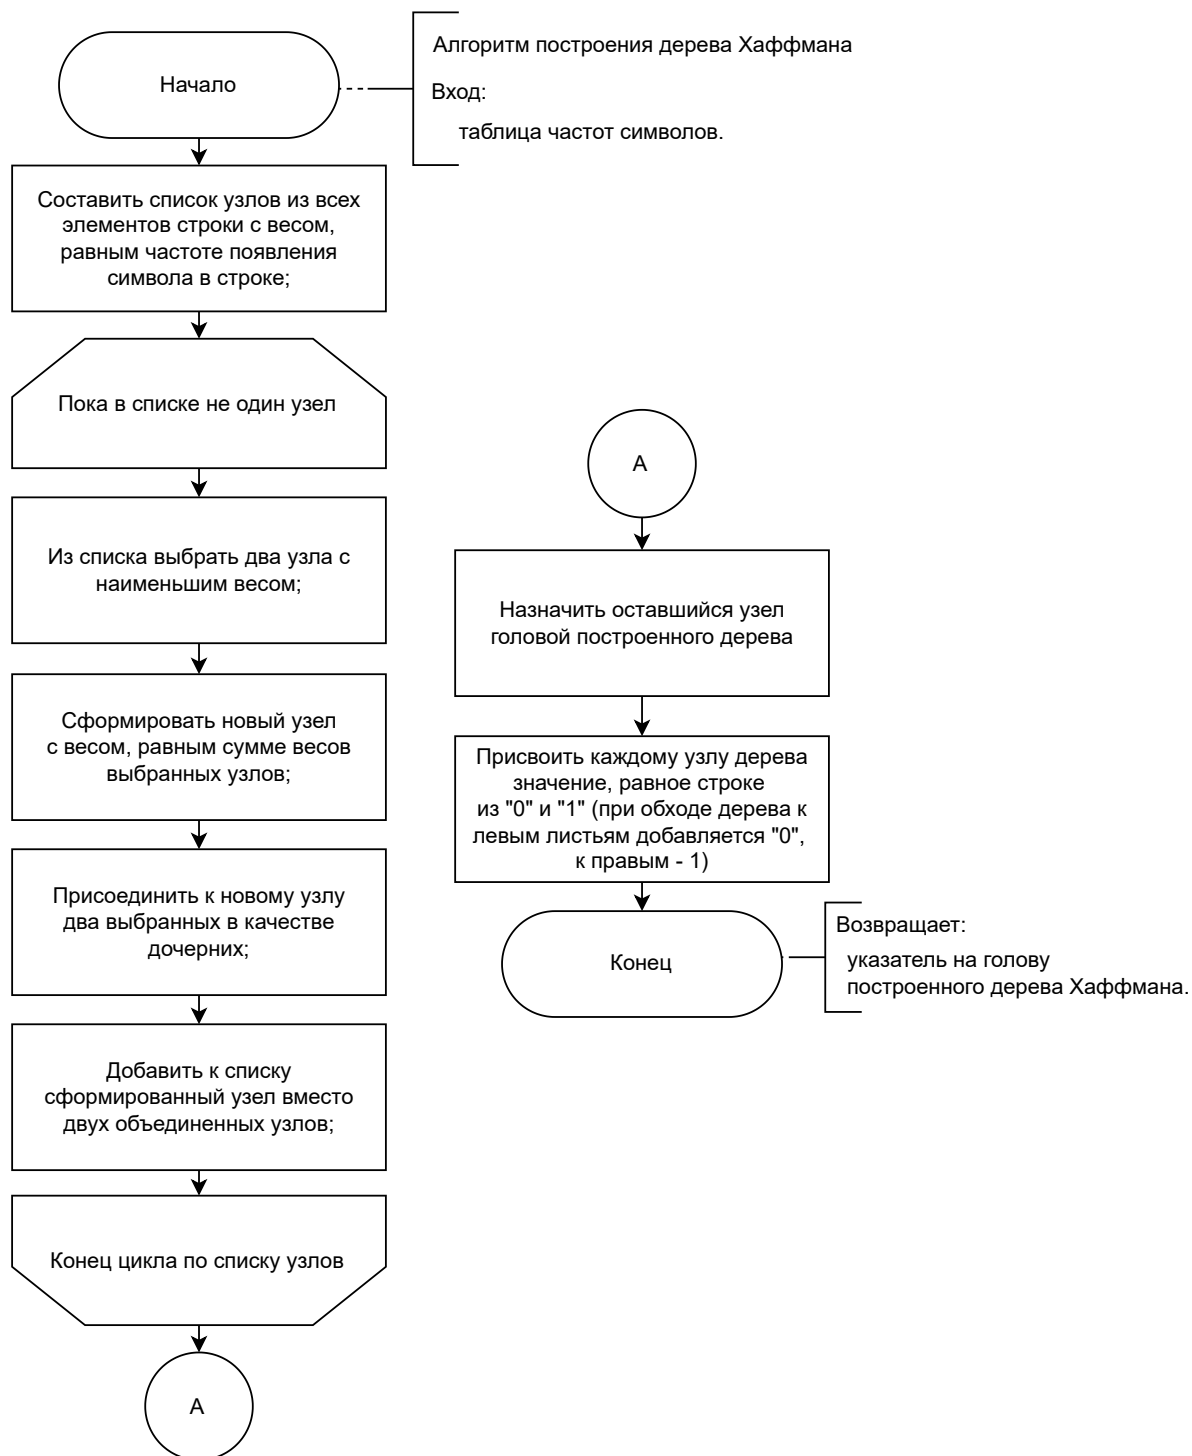 Начало
Алгоритм построения дерева Хаффмана
Вход:
таблица частот символов.
Составить список узлов из всех
элементов строки с весом,
равным частоте появления
символа в строке;
Пока в списке не один узел
Из списка выбрать два узла с
наименьшим весом;
Сформировать новый узел
с весом, равным сумме весов
выбранных узлов;
Присоединить к новому узлу
два выбранных в качестве
дочерних;
Добавить к списку
сформированный узел вместо
двух объединенных узлов;
Конец цикла по списку узлов
А
А
Назначить оставшийся узел
головой построенного дерева
Присвоить каждому узлу дерева
значение, равное строке
из "0" и "1" (при обходе дерева к
левым листьям добавляется "0",
к правым - 1)
Конец
Возвращает:
указатель на голову
построенного дерева Хаффмана.